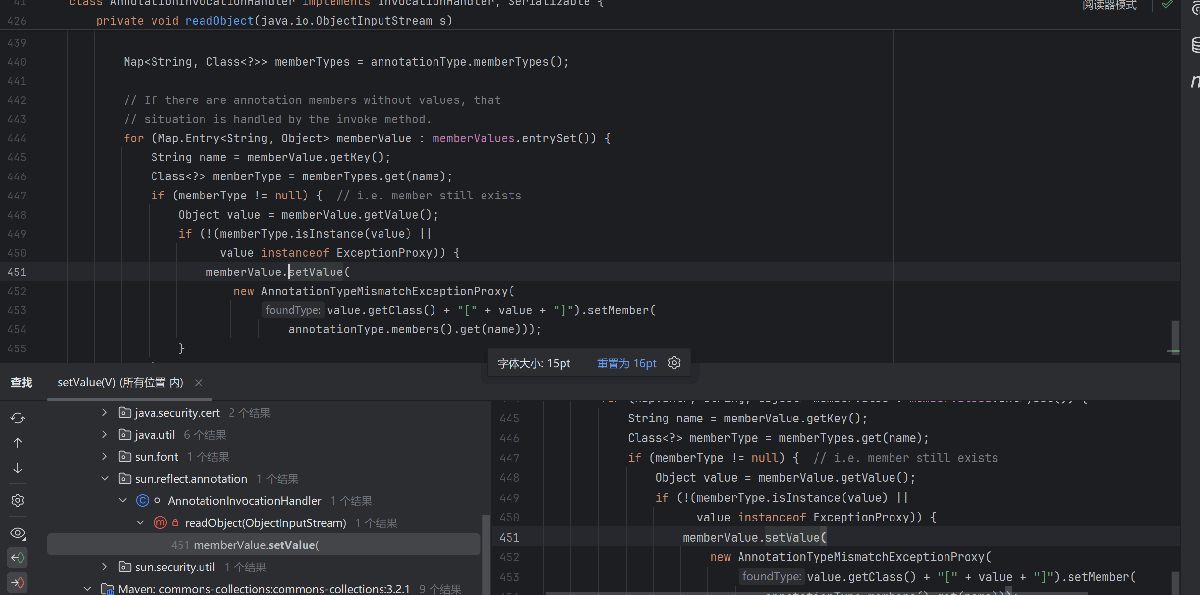 41 class AnnotationInvocationHandler implements InvocationHandler, Serializable {
阅读器模式
426 private void readObject(java.io.ObjectInputStream s)
439
440 Map<String, Class<?>> memberTypes = annotationType.memberTypes();
441
442 // If there are annotation members without values, that
443 // situation is handled by the invoke method.
444 for (Map.Entry<String, Object> memberValue : memberValues.entrySet()) {
445 String name = memberValue.getKey();
446 Class<?> memberType = memberTypes.get(name);
447 if (memberType != null) { // i.e. member still exists
448 Object value = memberValue.getValue();
449 if (!(memberType.isInstance(value) ||
450 value instanceof ExceptionProxy)) {
451 memberValue.setValue(
452 new AnnotationTypeMismatchExceptionProxy(
453 foundType: value.getClass() + "[" + value + "]").setMember(
454 annotationType.members().get(name)));
455 }
字体大小: 15pt 重置为 16pt
查找 setValue(V) (所有位置 内) ×
java.security.cert 2 个结果
java.util 6 个结果
sun.font 1 个结果
sun.reflect.annotation 1 个结果
AnnotationInvocationHandler 1 个结果
readObject(ObjectInputStream) 1 个结果
451 memberValue.setValue(
sun.security.util 1 个结果
Maven: commons-collections:commons-collections:3.2.1 9 个结果
445 String name = memberValue.getKey();
446 Class<?> memberType = memberTypes.get(name);
447 if (memberType != null) { // i.e. member still exists
448 Object value = memberValue.getValue();
449 if (!(memberType.isInstance(value) ||
450 value instanceof ExceptionProxy)) {
451 memberValue.setValue(
452 new AnnotationTypeMismatchExceptionProxy(
453 foundType: value.getClass() + "[" + value + "]").setMember(